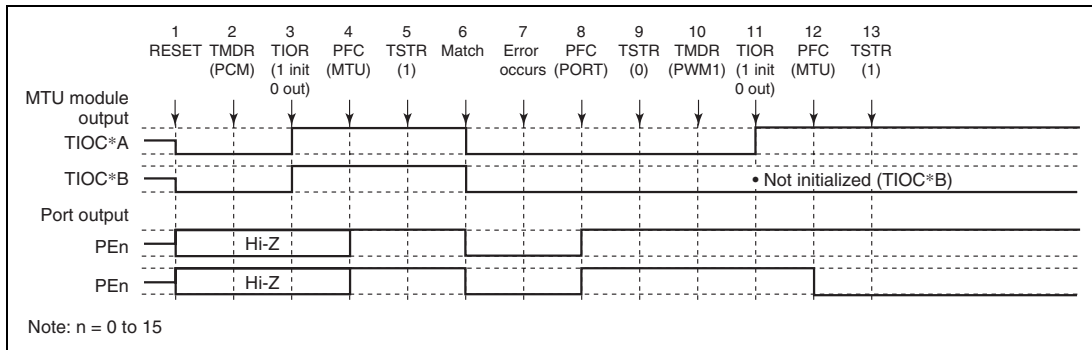 1 2 3 4 5 6 7 8 9 10 11 12 13
RESET TMDR TIOR PFC TSTR Match Error PFC TSTR TMDR TIOR PFC TSTR
(PCM) (1 init (MTU) (1) occurs (PORT) (0) (PWM1) (1 init (MTU) (1)
0 out) 0 out)
MTU module
output
TIOC*A
TIOC*B
• Not initialized (TIOC*B)
Port output
PEn Hi-Z
PEn Hi-Z
Note: n = 0 to 15